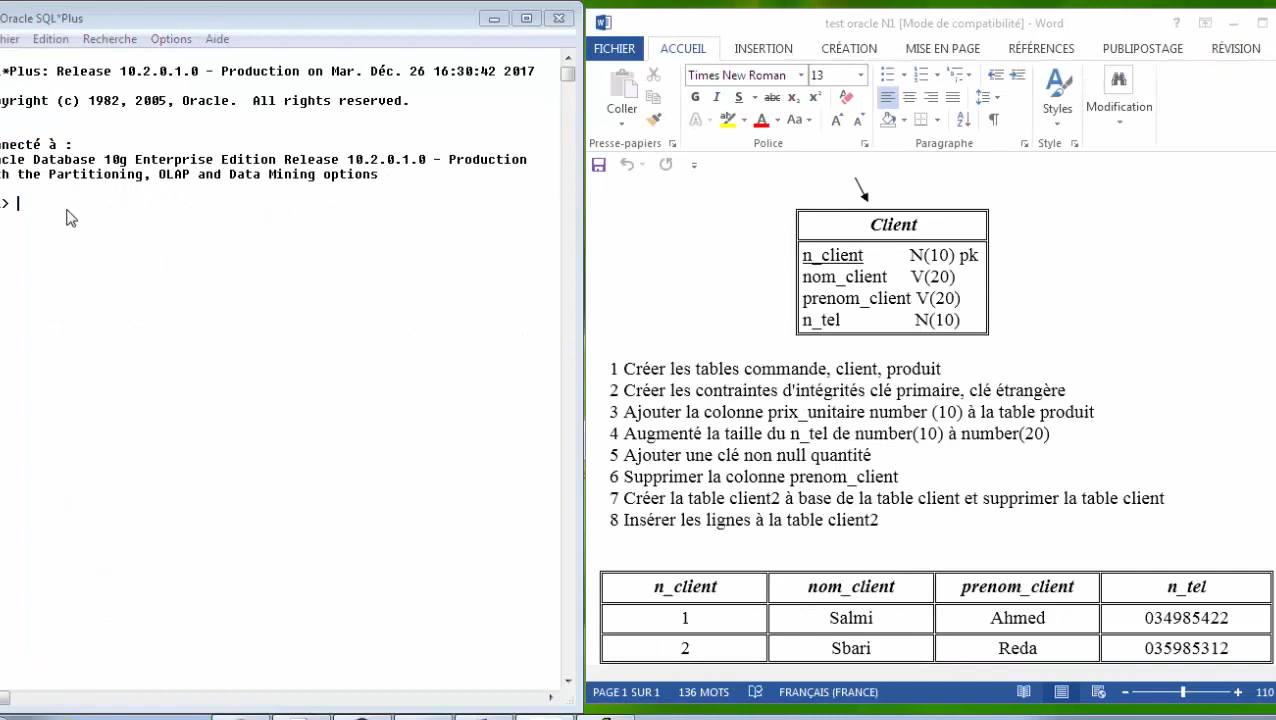 Oracle SQL*Plus
hier Edition Recherche Options Aide
*Plus: Release 10.2.0.1.0 - Production on Mar. Déc. 26 16:30:42 2017
yright (c) 1982, 2005, Oracle. All rights reserved.
necté à :
acle Database 10g Enterprise Edition Release 10.2.0.1.0 - Production
th the Partitioning, OLAP and Data Mining options
>
test oracle N1 [Mode de compatibilité] - Word
FICHIER ACCUEIL INSERTION CRÉATION MISE EN PAGE RÉFÉRENCES PUBLIPOSTAGE RÉVISION
Times New Roman 13
Coller Styles Modification
Presse-papiers Police Paragraphe Style
Client
n_client N(10) pk
nom_client V(20)
prenom_client V(20)
n_tel N(10)
1 Créer les tables commande, client, produit
2 Créer les contraintes d'intégrités clé primaire, clé étrangère
3 Ajouter la colonne prix_unitaire number (10) à la table produit
4 Augmenté la taille du n_tel de number(10) à number(20)
5 Ajouter une clé non null quantité
6 Supprimer la colonne prenom_client
7 Créer la table client2 à base de la table client et supprimer la table client
8 Insérer les lignes à la table client2
n_client nom_client prenom_client n_tel
1 Salmi Ahmed 034985422
2 Sbari Reda 035985312
PAGE 1 SUR 1 136 MOTS FRANÇAIS (FRANCE) 110